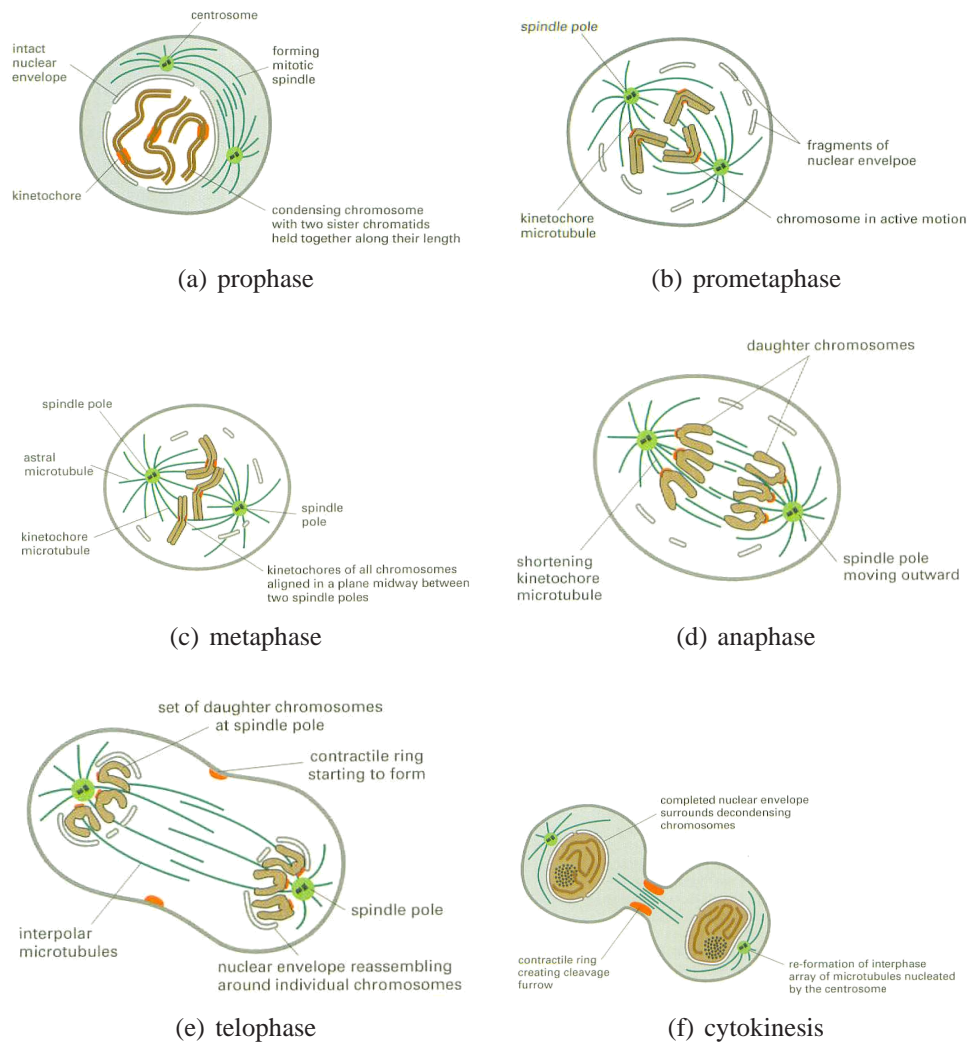 centrosome
intact
nuclear
envelope
forming
mitotic
spindle
kinetochore
condensing chromosome
with two sister chromatids
held together along their length
(a) prophase
spindle pole
fragments of
nuclear envelpoe
kinetochore
microtubule
chromosome in active motion
(b) prometaphase
spindle pole
astral
microtubule
kinetochore
microtubule
spindle
pole
kinetochores of all chromosomes
aligned in a plane midway between
two spindle poles
(c) metaphase
daughter chromosomes
shortening
kinetochore
microtubule
spindle pole
moving outward
(d) anaphase
set of daughter chromosomes
at spindle pole
contractile ring
starting to form
interpolar
microtubules
spindle pole
nuclear envelope reassembling
around individual chromosomes
(e) telophase
completed nuclear envelope
surrounds decondensing
chromosomes
contractile ring
creating cleavage
furrow
re-formation of interphase
array of microtubules nucleated
by the centrosome
(f) cytokinesis